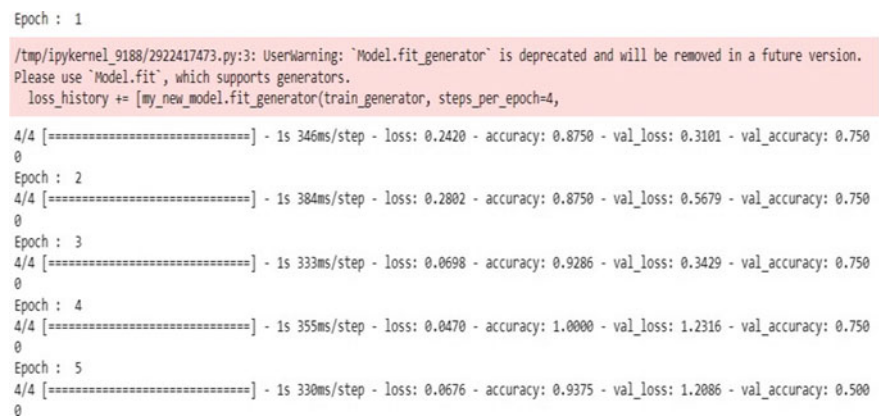 Epoch :  1
/tmp/ipykernel_9188/2922417473.py:3: UserWarning: `Model.fit_generator` is deprecated and will be removed in a future version.
Please use `Model.fit`, which supports generators.
  loss_history += [my_new_model.fit_generator(train_generator, steps_per_epoch=4,
4/4 [==============================] - 1s 346ms/step - loss: 0.2420 - accuracy: 0.8750 - val_loss: 0.3101 - val_accuracy: 0.750
0
Epoch :  2
4/4 [==============================] - 1s 384ms/step - loss: 0.2802 - accuracy: 0.8750 - val_loss: 0.5679 - val_accuracy: 0.750
0
Epoch :  3
4/4 [==============================] - 1s 333ms/step - loss: 0.0698 - accuracy: 0.9286 - val_loss: 0.3429 - val_accuracy: 0.750
0
Epoch :  4
4/4 [==============================] - 1s 355ms/step - loss: 0.0470 - accuracy: 1.0000 - val_loss: 1.2316 - val_accuracy: 0.750
0
Epoch :  5
4/4 [==============================] - 1s 330ms/step - loss: 0.0676 - accuracy: 0.9375 - val_loss: 1.2086 - val_accuracy: 0.500
0